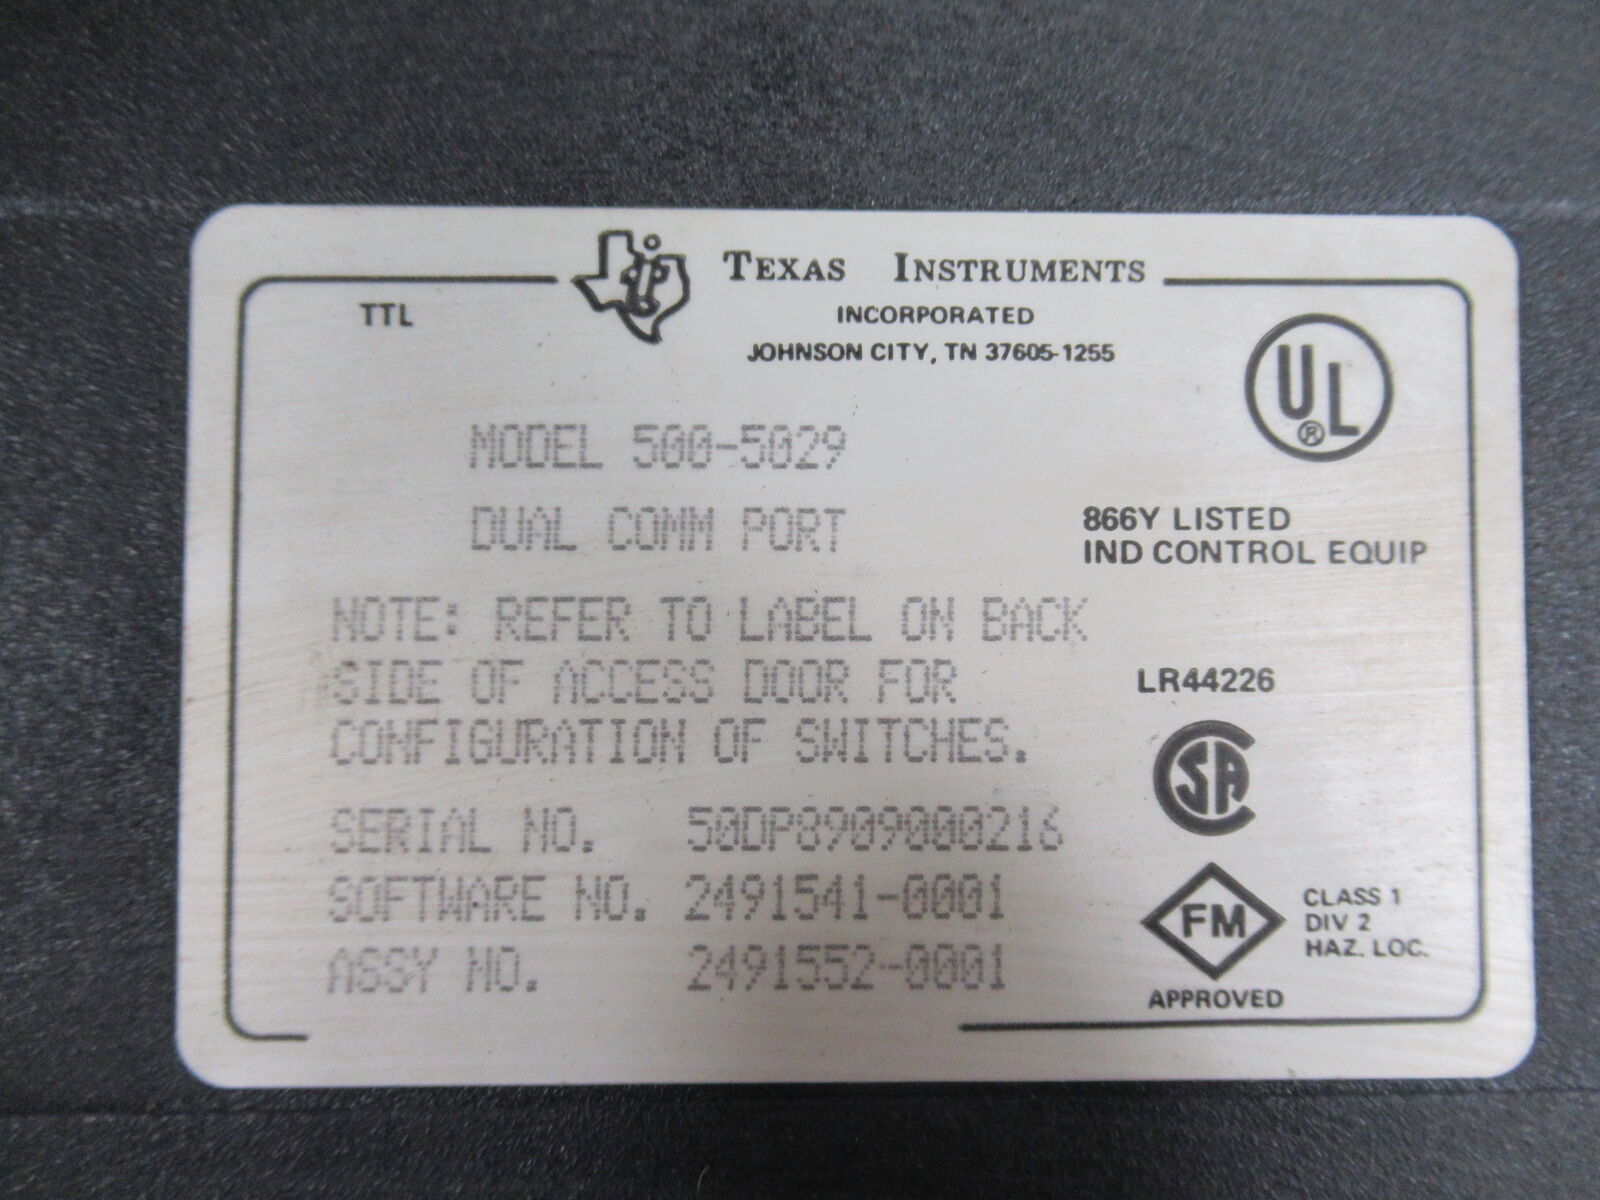 TEXAS INSTRUMENTS
TTL
INCORPORATED
JOHNSON CITY, TN 37605-1255
UL
®
MODEL 500-5029
DUAL COMM PORT
866Y LISTED
IND CONTROL EQUIP
NOTE: REFER TO LABEL ON BACK
SIDE OF ACCESS DOOR FOR
CONFIGURATION OF SWITCHES.
LR44226
SA
SERIAL NO. 50DP8909000216
SOFTWARE NO. 2491541-0001
ASSY NO. 2491552-0001
FM
CLASS 1
DIV 2
HAZ. LOC.
APPROVED